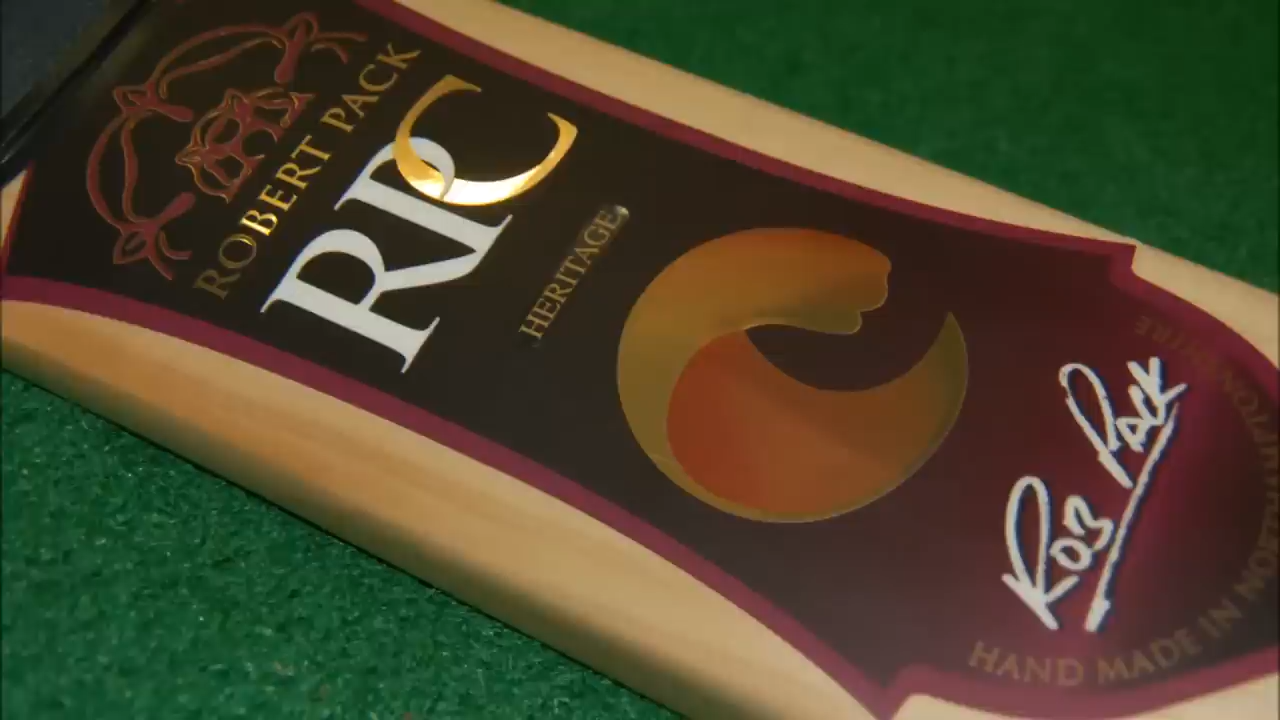 ROBERT PACK
RPC
HERITAGE
ROB PACK
HAND MADE IN NORTHAMPTONSHIRE